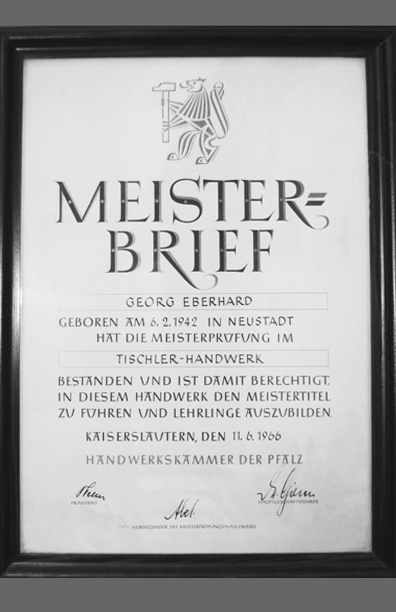 MEISTER=
BRIEF
GEORG EBERHARD
GEBOREN AM 6.2.1942 IN NEUSTADT
HAT DIE MEISTERPRÜFUNG IM
TISCHLER-HANDWERK
BESTANDEN UND IST DAMIT BERECHTIGT,
IN DIESEM HANDWERK DEN MEISTERTITEL
ZU FÜHREN UND LEHRLINGE AUSZUBILDEN.
KAISERSLAUTERN, DEN 11.6.1966
HANDWERKSKAMMER DER PFALZ
PRÄSIDENT
HAUPTGESCHÄFTSFÜHRER
VORSITZENDER DES MEISTERPRÜFUNGSAUSSCHUSSES